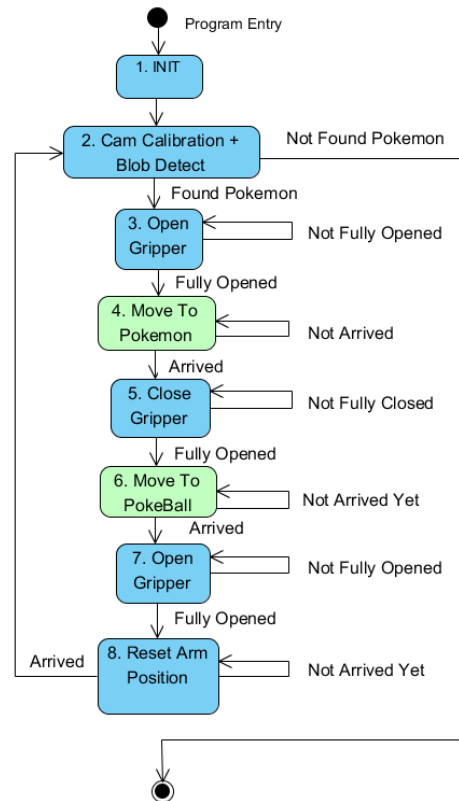 Program Entry
1. INIT
2. Cam Calibration +
Blob Detect
Not Found Pokemon
Found Pokemon
3. Open
Gripper
Not Fully Opened
Fully Opened
4. Move To
Pokemon
Not Arrived
Arrived
5. Close
Gripper
Not Fully Closed
Fully Opened
6. Move To
PokeBall
Not Arrived Yet
Arrived
7. Open
Gripper
Not Fully Opened
Fully Opened
8. Reset Arm
Position
Arrived
Not Arrived Yet